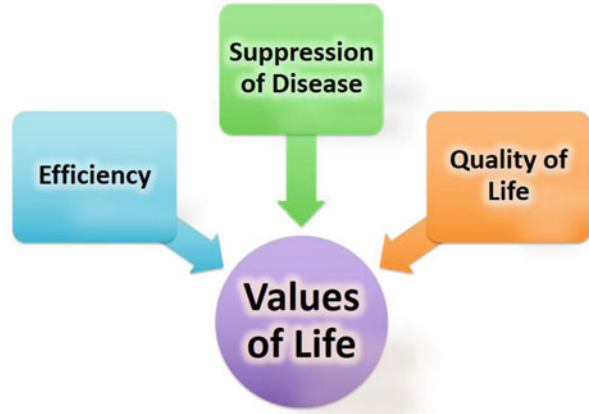 Suppression
of Disease
Efficiency
Quality of
Life
Values
of Life